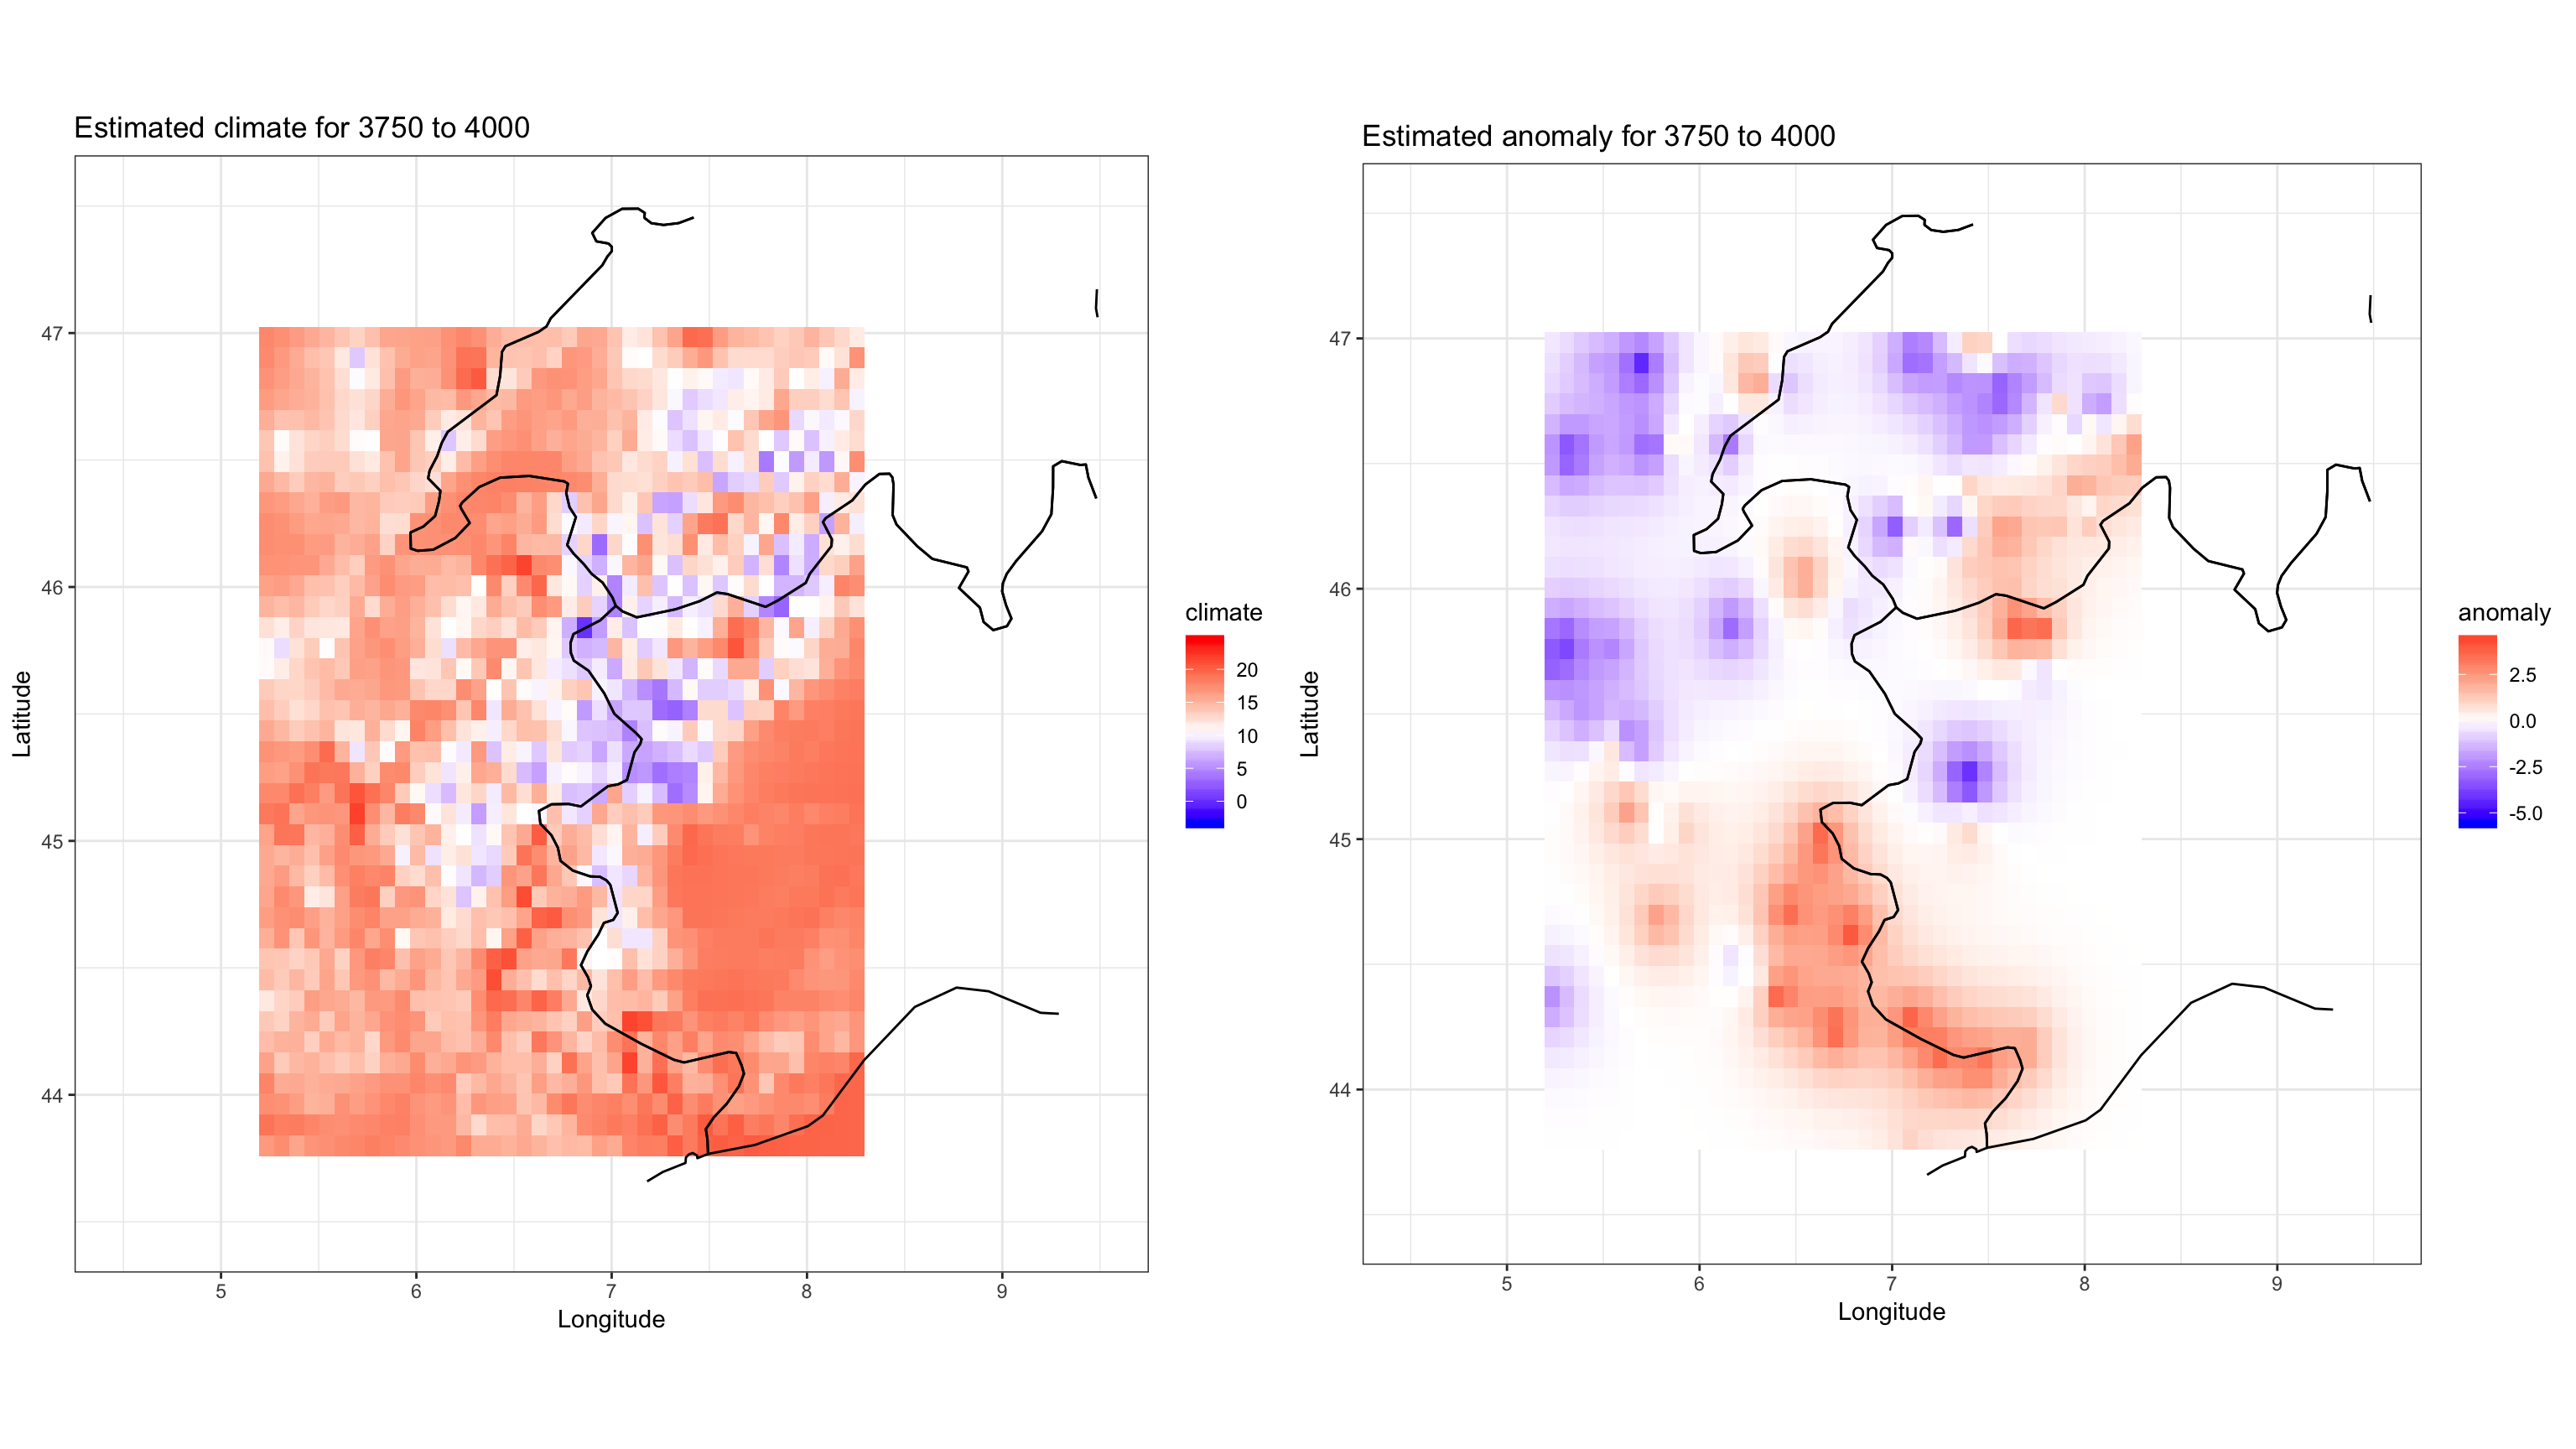 Estimated climate for 3750 to 4000
47
46
45
44
Latitude
5 6 7 8 9
Longitude
climate
20
15
10
5
0
Estimated anomaly for 3750 to 4000
47
46
45
44
Latitude
5 6 7 8 9
Longitude
anomaly
2.5
0.0
-2.5
-5.0